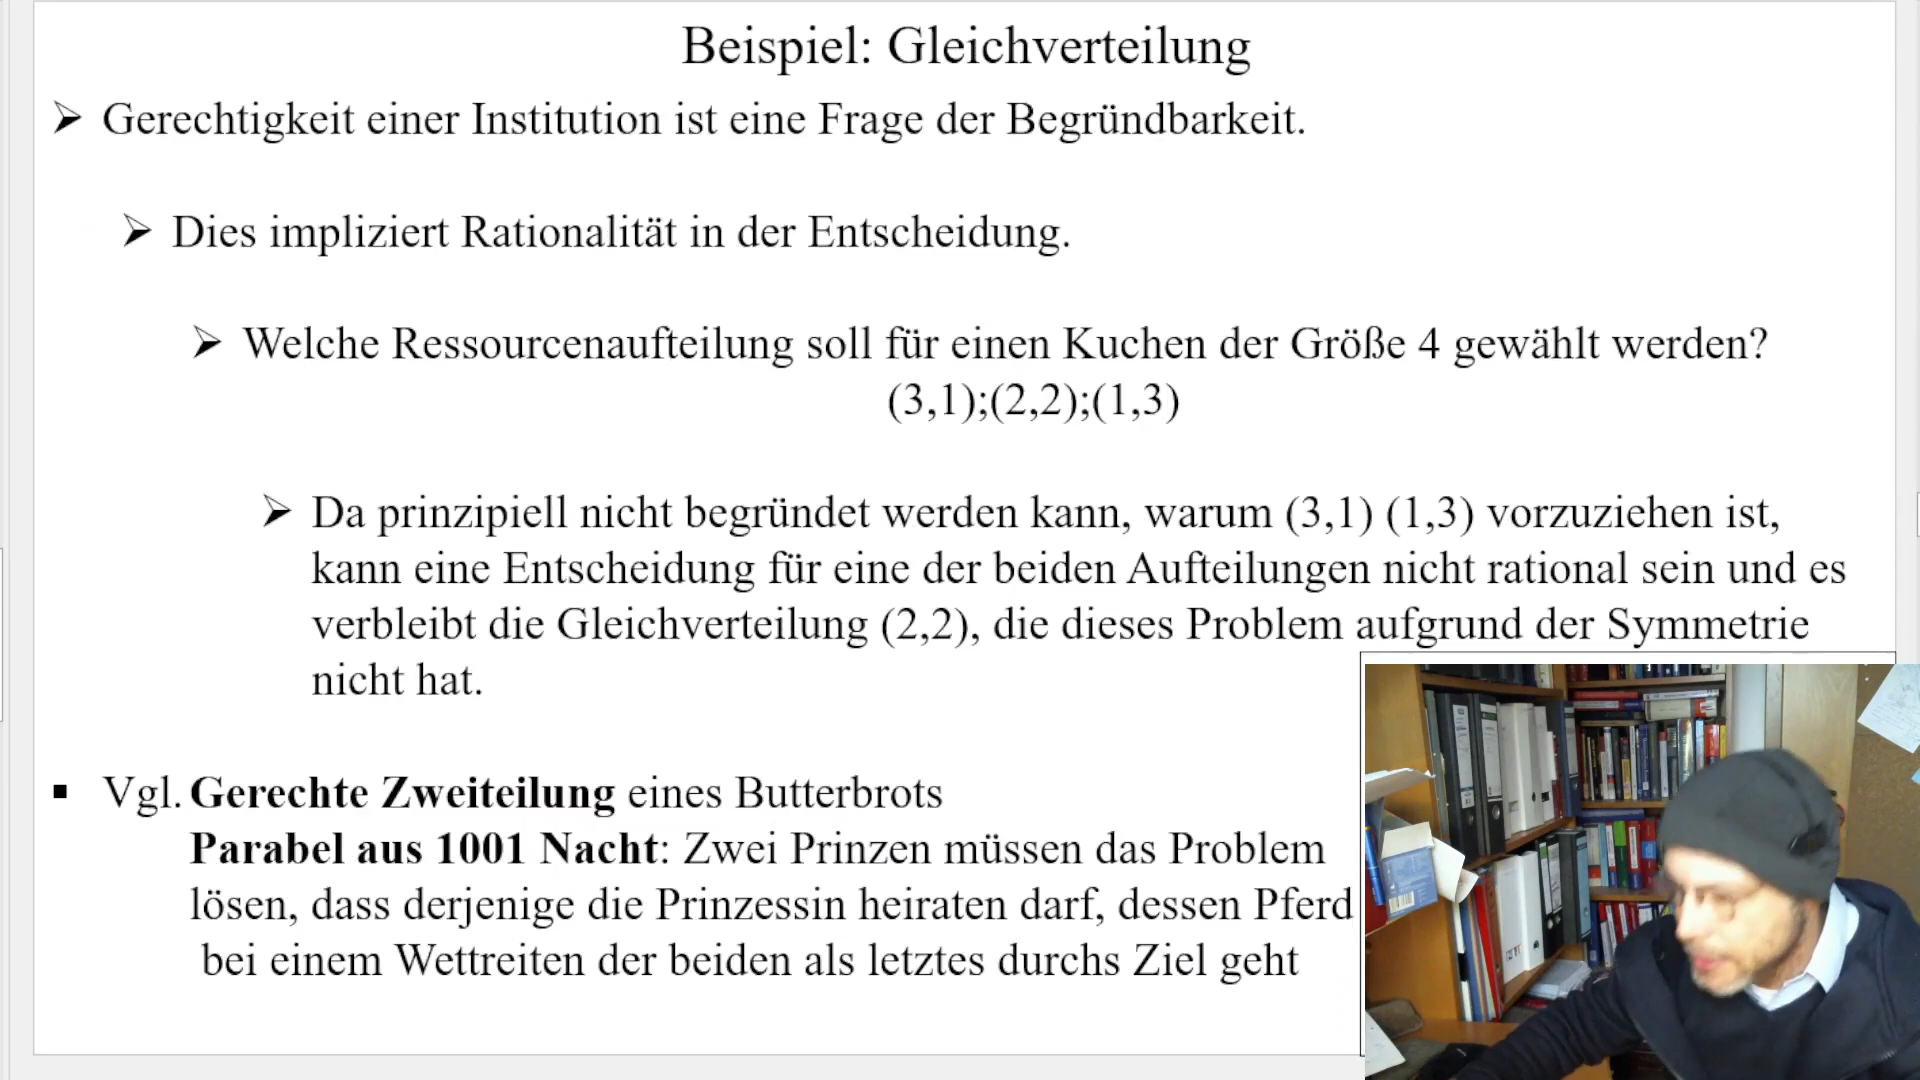 Beispiel: Gleichverteilung
➢ Gerechtigkeit einer Institution ist eine Frage der Begründbarkeit.
➢ Dies impliziert Rationalität in der Entscheidung.
➢ Welche Ressourcenaufteilung soll für einen Kuchen der Größe 4 gewählt werden?
(3,1);(2,2);(1,3)
➢ Da prinzipiell nicht begründet werden kann, warum (3,1) (1,3) vorzuziehen ist,
kann eine Entscheidung für eine der beiden Aufteilungen nicht rational sein und es
verbleibt die Gleichverteilung (2,2), die dieses Problem aufgrund der Symmetrie
nicht hat.
▪ Vgl. Gerechte Zweiteilung eines Butterbrots
Parabel aus 1001 Nacht: Zwei Prinzen müssen das Problem
lösen, dass derjenige die Prinzessin heiraten darf, dessen Pferd
bei einem Wettreiten der beiden als letztes durchs Ziel geht